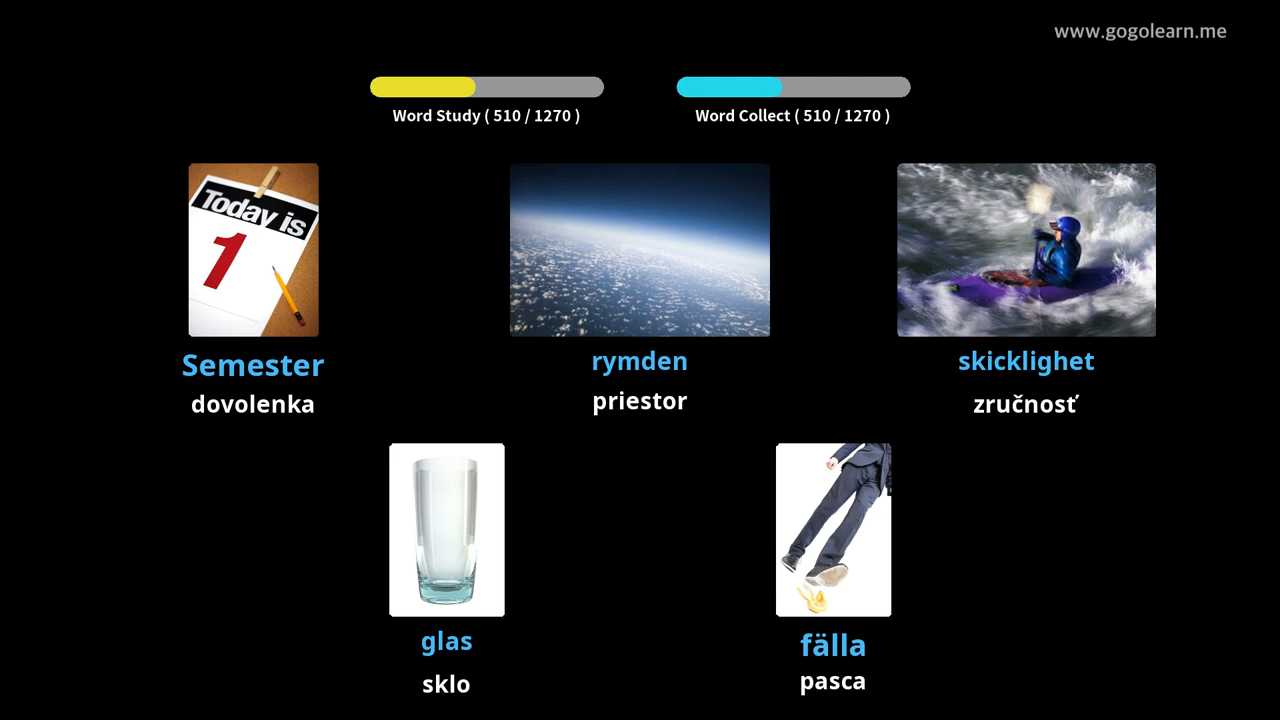 www.gogolearn.me
Word Study ( 510 / 1270 )
Word Collect ( 510 / 1270 )
Today is
1
Semester
dovolenka
rymden
priestor
skicklighet
zručnosť
glas
sklo
fälla
pasca